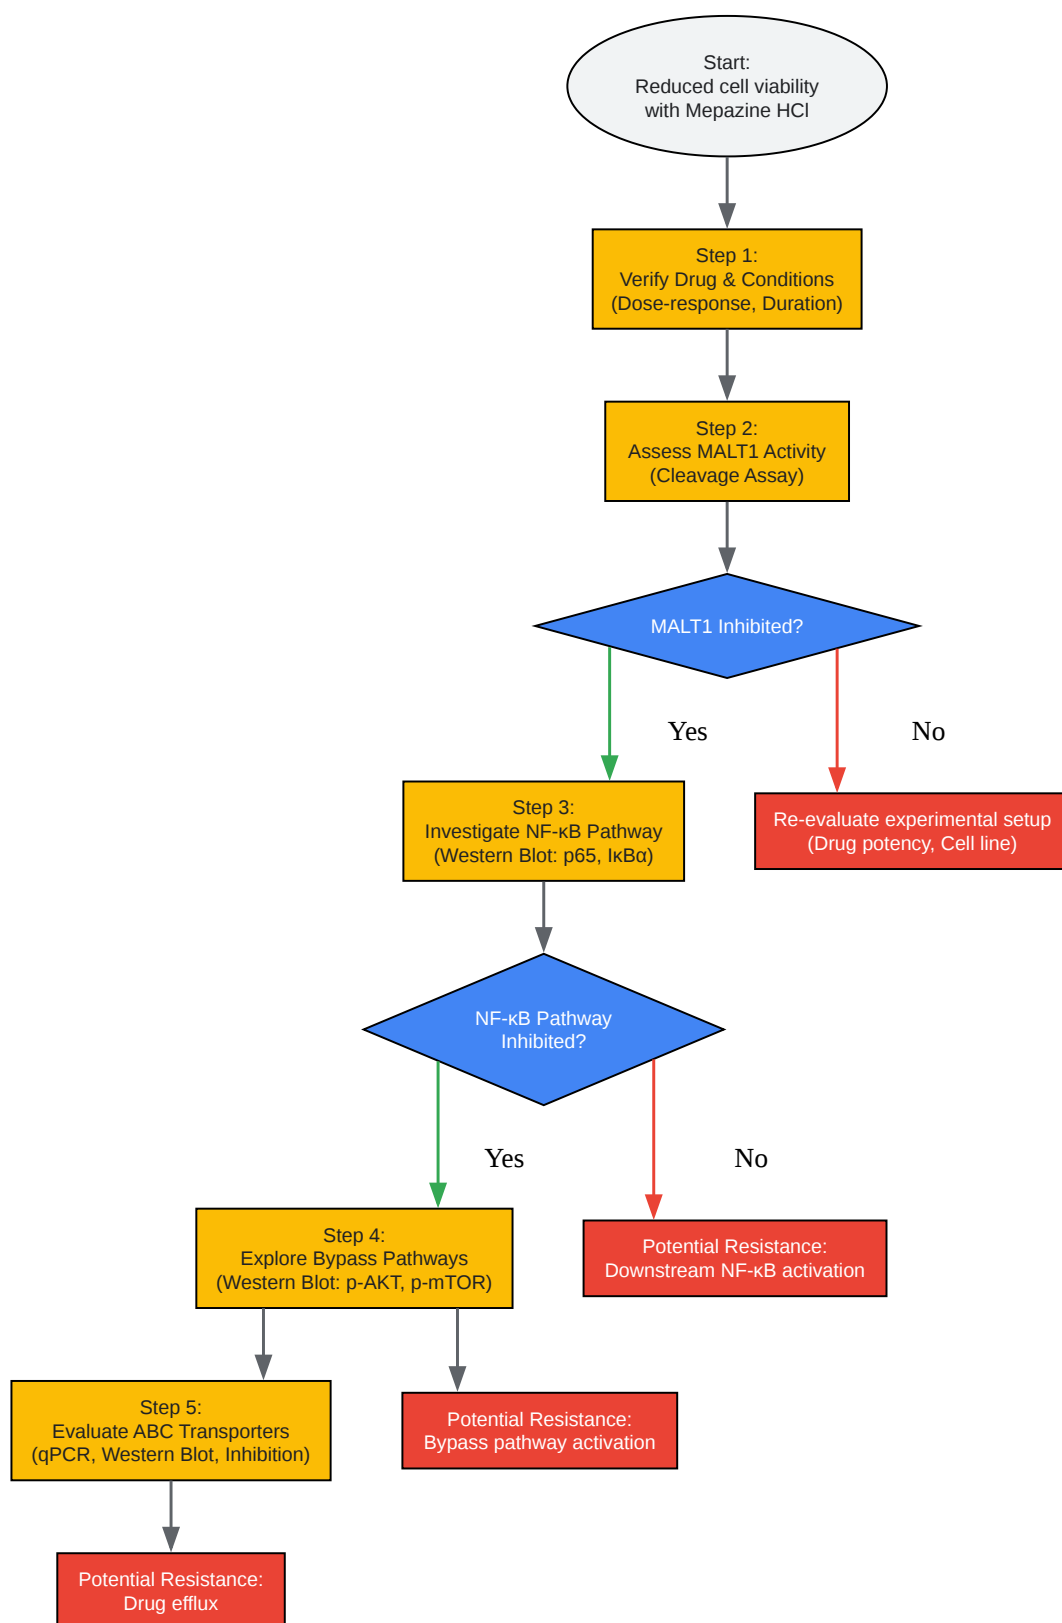 Start:
Reduced cell viability
with Mepazine HCl
Step 1:
Verify Drug & Conditions
(Dose-response, Duration)
Step 2:
Assess MALT1 Activity
(Cleavage Assay)
MALT1 Inhibited?
Yes
No
Step 3:
Investigate NF-κB Pathway
(Western Blot: p65, IκBα)
Re-evaluate experimental setup
(Drug potency, Cell line)
NF-κB Pathway
Inhibited?
Yes
No
Step 4:
Explore Bypass Pathways
(Western Blot: p-AKT, p-mTOR)
Potential Resistance:
Downstream NF-κB activation
Step 5:
Evaluate ABC Transporters
(qPCR, Western Blot, Inhibition)
Potential Resistance:
Bypass pathway activation
Potential Resistance:
Drug efflux